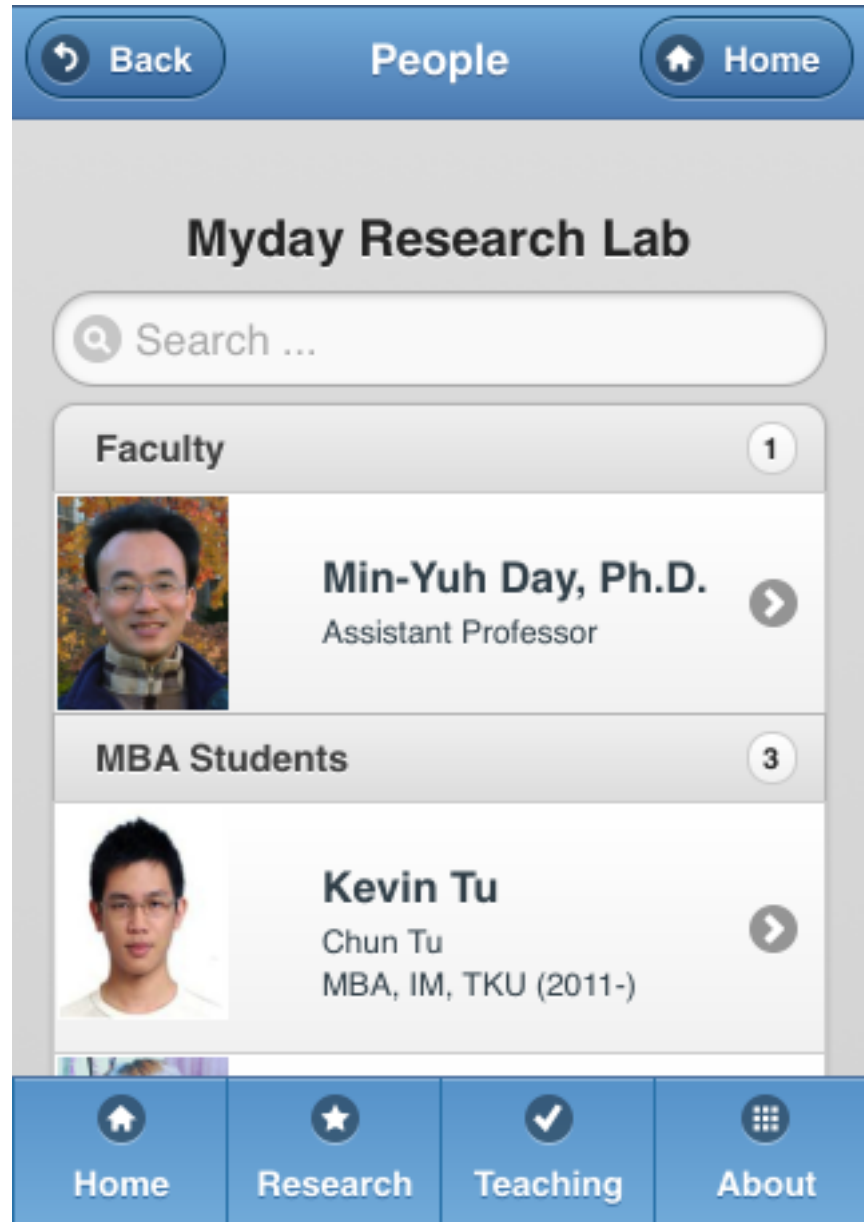 Back
People
Home
Myday Research Lab
Search ...
Faculty
1
Min-Yuh Day, Ph.D.
Assistant Professor
MBA Students
3
Kevin Tu
Chun Tu
MBA, IM, TKU (2011-)
Home
Research
Teaching
About